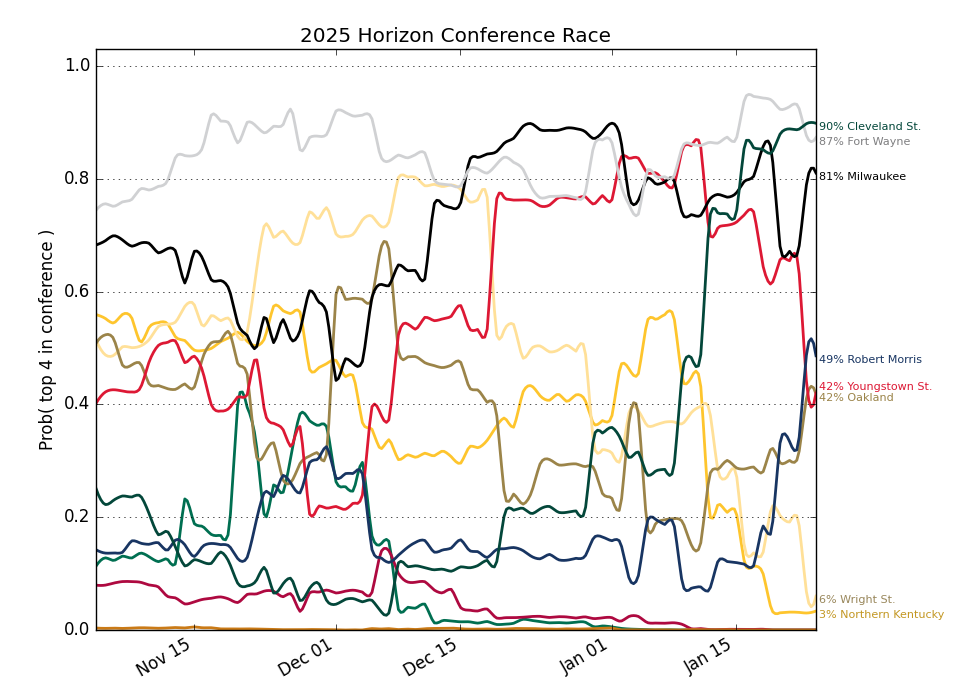 2025 Horizon Conference Race
Prob( top 4 in conference )
1.0
0.8
0.6
0.4
0.2
0.0
Nov 15
Dec 01
Dec 15
Jan 01
Jan 15
90% Cleveland St.
87% Fort Wayne
81% Milwaukee
49% Robert Morris
42% Youngstown St.
42% Oakland
6% Wright St.
3% Northern Kentucky